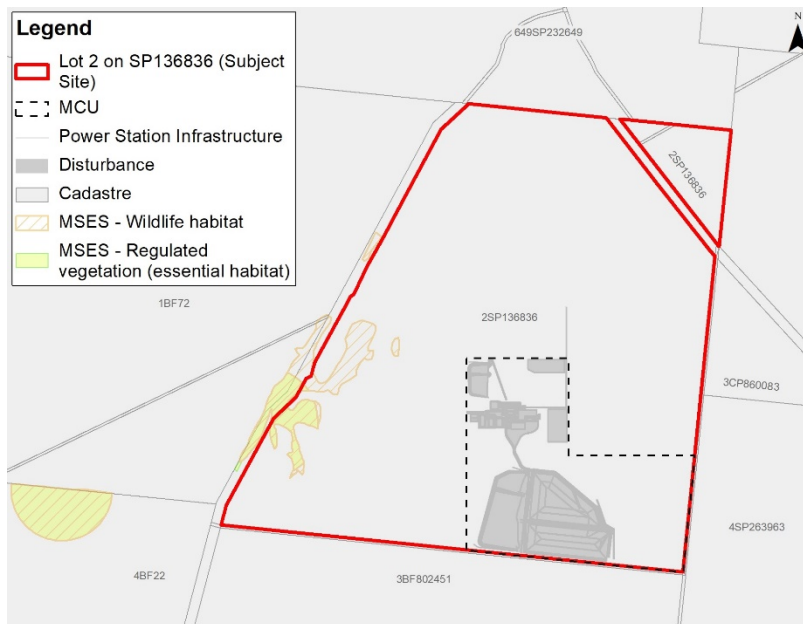 Legend
Lot 2 on SP136836 (Subject
Site)
MCU
Power Station Infrastructure
Disturbance
Cadastre
MSES - Wildlife habitat
MSES - Regulated
vegetation (essential habitat)
649SP232649
N
2SP136836
1BF72
2SP136836
3CP860083
4SP263963
4BF22
3BF802451